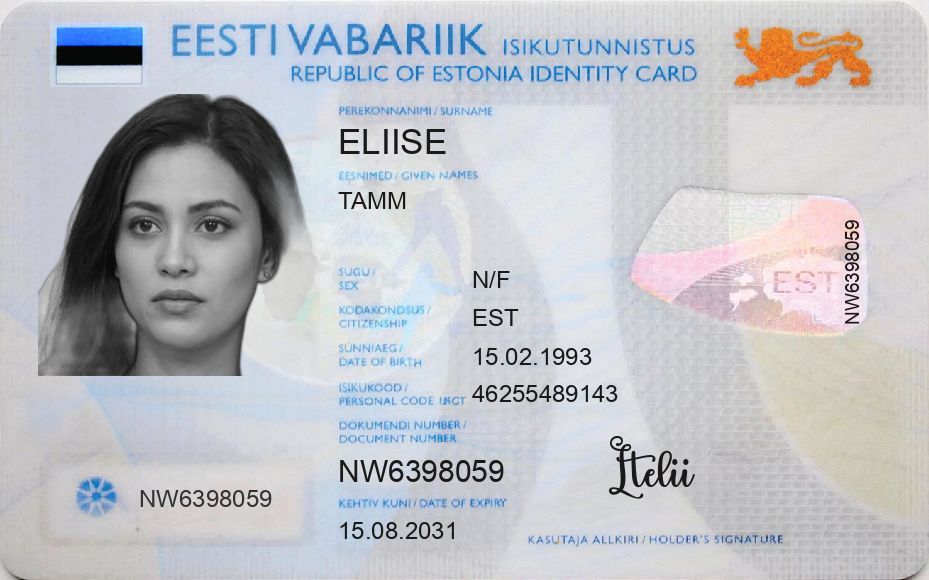 EESTI VABARIIK ISIKUTUNNISTUS
REPUBLIC OF ESTONIA IDENTITY CARD
PEREKONNANIMI / SURNAME
ELIISE
EESNIMED / GIVEN NAMES
TAMM
SUGU /
SEX
N/F
KODAKONDSUS /
CITIZENSHIP
EST
SÜNNIAEG /
DATE OF BIRTH
15.02.1993
ISIKUKOOD /
PERSONAL CODE
46255489143
DOKUMENDI NUMBER /
DOCUMENT NUMBER
NW6398059
KEHTIV KUNI / DATE OF EXPIRY
15.08.2031
NW6398059
EST
NW6398059
Ltelii
KASUTAJA ALLKIRI / HOLDER'S SIGNATURE